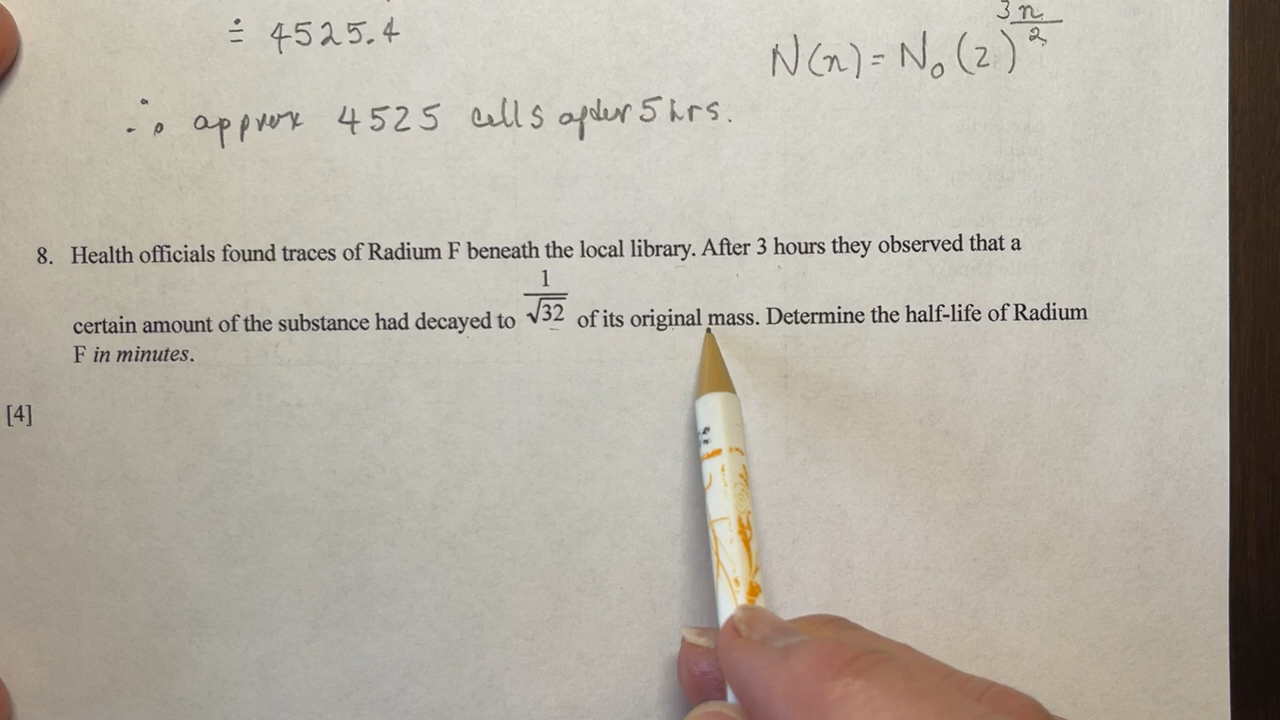 ≐ 4525.4
N(n) = N₀(2)^(3n/2)
∴ approx 4525 cells after 5 hrs.
8. Health officials found traces of Radium F beneath the local library. After 3 hours they observed that a
certain amount of the substance had decayed to 1/√32 of its original mass. Determine the half-life of Radium
F in minutes.
[4]